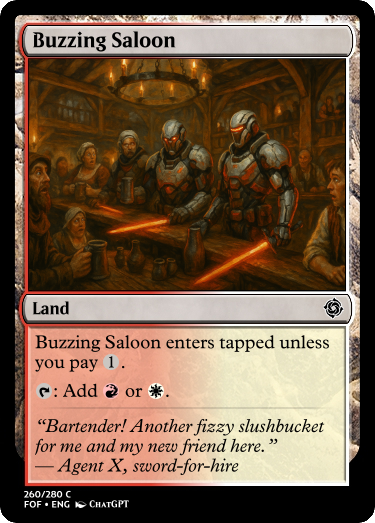 Buzzing Saloon
Land
Buzzing Saloon enters tapped unless
you pay 1.
: Add or .
“Bartender! Another fizzy slushbucket
for me and my new friend here.”
— Agent X, sword-for-hire
260/280 C
FOF • ENG ChatGPT